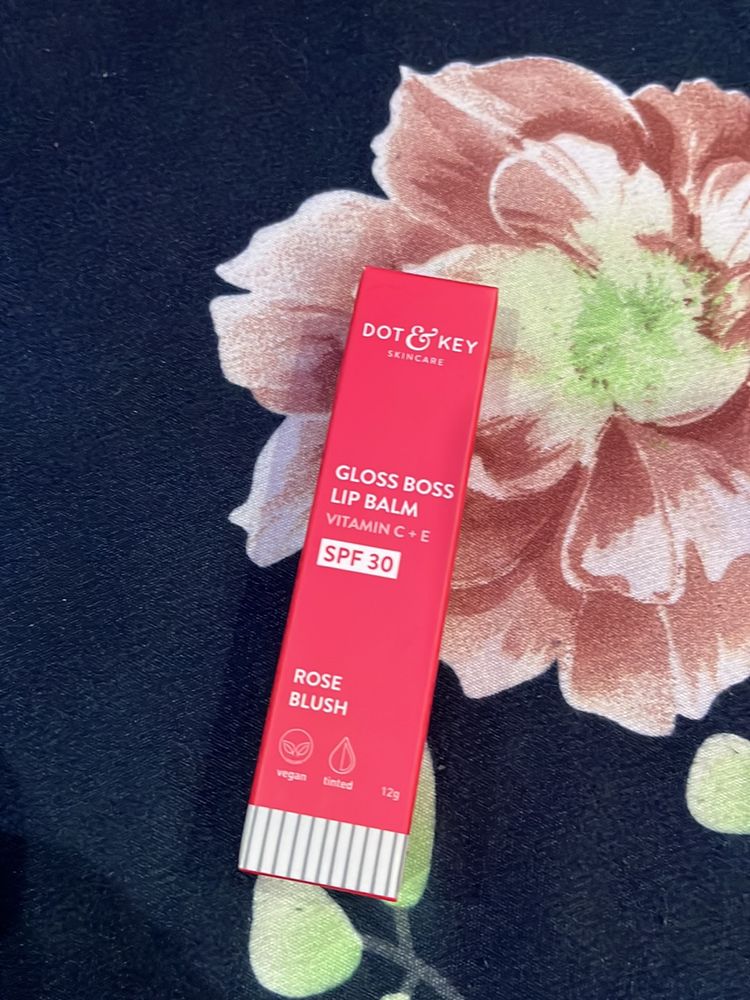 DOT & KEY
SKINCARE
GLOSS BOSS
LIP BALM
VITAMIN C + E
SPF 30
ROSE
BLUSH
vegan
tinted
12g